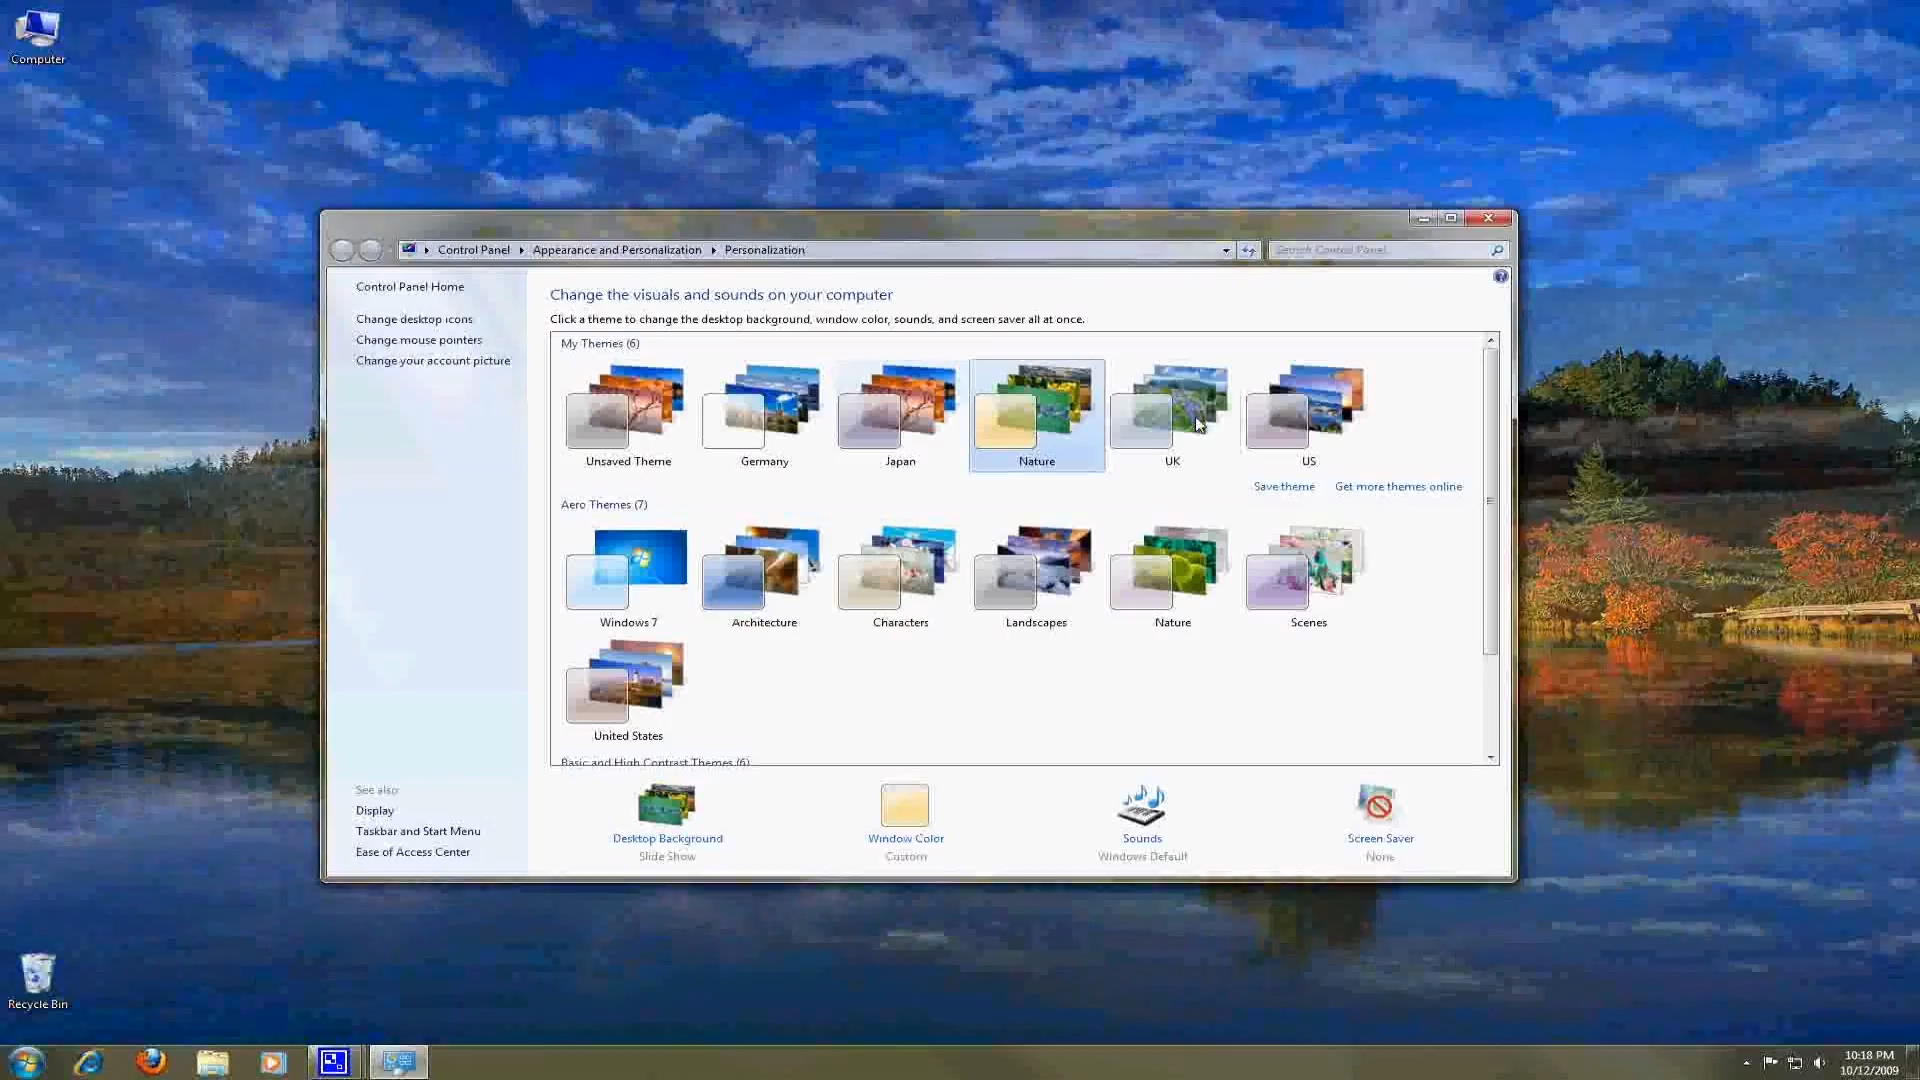 Computer
Control Panel
Appearance and Personalization
Personalization
Search Control Panel
Control Panel Home
Change desktop icons
Change mouse pointers
Change your account picture
Change the visuals and sounds on your computer
Click a theme to change the desktop background, window color, sounds, and screen saver all at once.
My Themes (6)
Unsaved Theme
Germany
Japan
Nature
UK
US
Save theme
Get more themes online
Aero Themes (7)
Windows 7
Architecture
Characters
Landscapes
Nature
Scenes
United States
Basic and High Contrast Themes (6)
See also
Display
Taskbar and Start Menu
Ease of Access Center
Desktop Background
Slide Show
Window Color
Custom
Sounds
Windows Default
Screen Saver
None
Recycle Bin
10:18 PM
10/12/2009